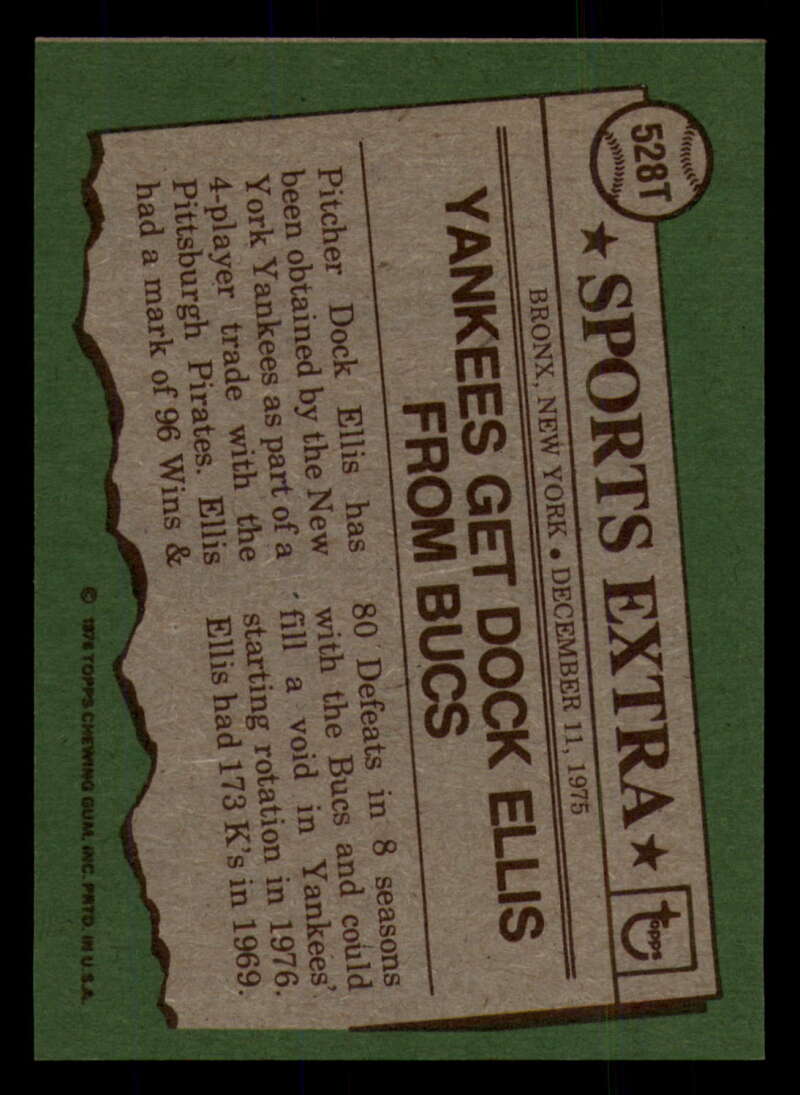 528T
★ SPORTS EXTRA ★
topps
BRONX, NEW YORK • DECEMBER 11, 1975
YANKEES GET DOCK ELLIS
FROM BUCS
Pitcher Dock Ellis has
been obtained by the New
York Yankees as part of a
4-player trade with the
Pittsburgh Pirates. Ellis
had a mark of 96 Wins &
80 Defeats in 8 seasons
with the Bucs and could
fill a void in Yankees'
starting rotation in 1976.
Ellis had 173 K's in 1969.
© 1976 TOPPS CHEWING GUM, INC. PRTD. IN U.S.A.